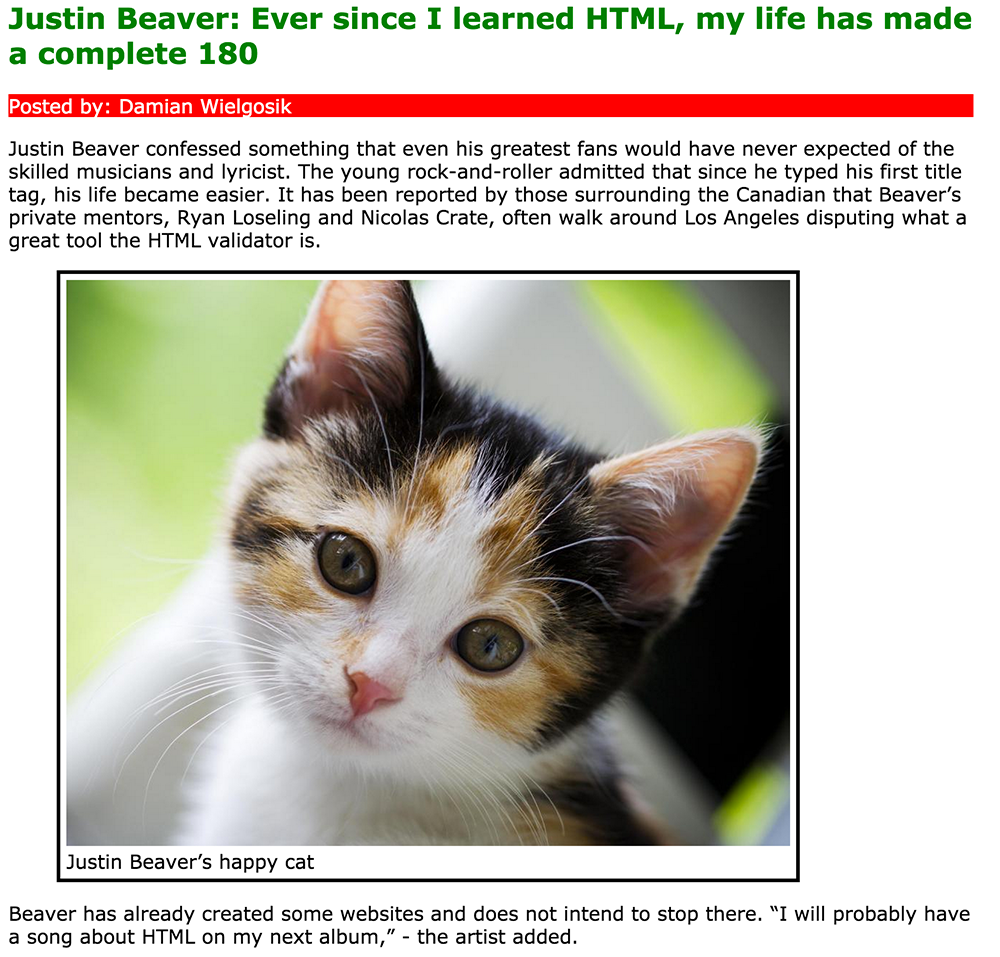 Justin Beaver: Ever since I learned HTML, my life has made
a complete 180
Posted by: Damian Wielgosik
Justin Beaver confessed something that even his greatest fans would have never expected of the
skilled musicians and lyricist. The young rock-and-roller admitted that since he typed his first title
tag, his life became easier. It has been reported by those surrounding the Canadian that Beaver’s
private mentors, Ryan Loseling and Nicolas Crate, often walk around Los Angeles disputing what a
great tool the HTML validator is.
Justin Beaver’s happy cat
Beaver has already created some websites and does not intend to stop there. “I will probably have
a song about HTML on my next album,” - the artist added.